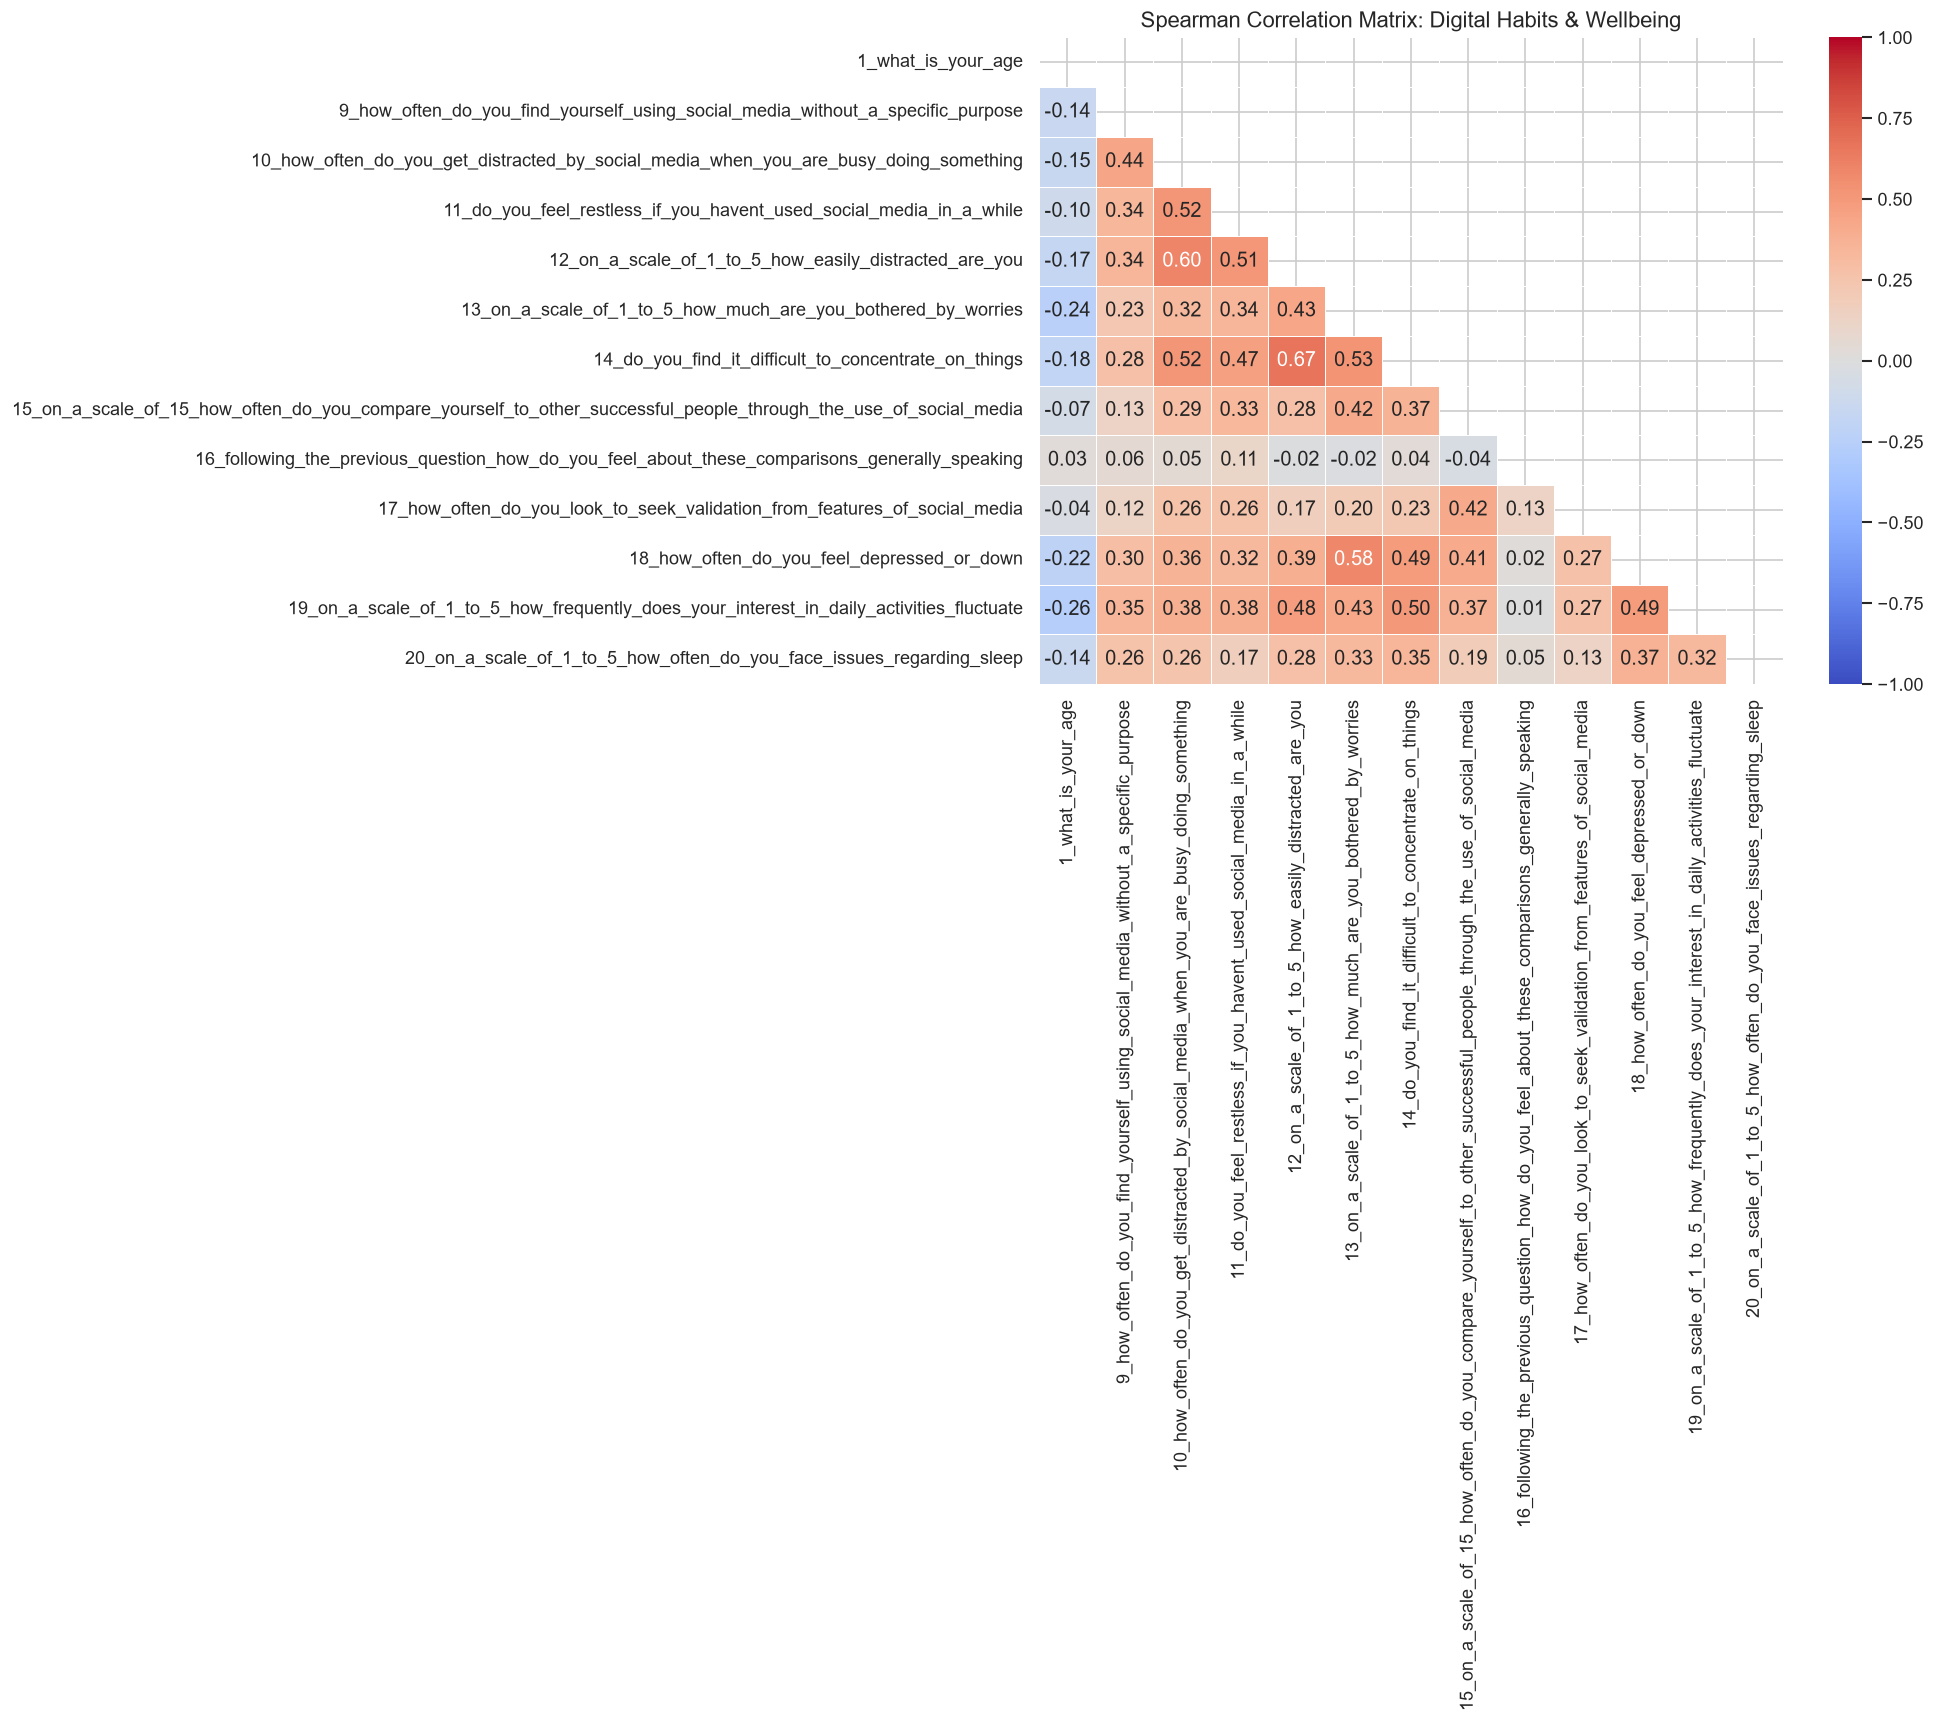 Spearman Correlation Matrix: Digital Habits & Wellbeing
1_what_is_your_age
9_how_often_do_you_find_yourself_using_social_media_without_a_specific_purpose
-0.14
10_how_often_do_you_get_distracted_by_social_media_when_you_are_busy_doing_something
-0.15 0.44
11_do_you_feel_restless_if_you_havent_used_social_media_in_a_while
-0.10 0.34 0.52
12_on_a_scale_of_1_to_5_how_easily_distracted_are_you
-0.17 0.34 0.60 0.51
13_on_a_scale_of_1_to_5_how_much_are_you_bothered_by_worries
-0.24 0.23 0.32 0.34 0.43
14_do_you_find_it_difficult_to_concentrate_on_things
-0.18 0.28 0.52 0.47 0.67 0.53
15_on_a_scale_of_15_how_often_do_you_compare_yourself_to_other_successful_people_through_the_use_of_social_media
-0.07 0.13 0.29 0.33 0.28 0.42 0.37
16_following_the_previous_question_how_do_you_feel_about_these_comparisons_generally_speaking
0.03 0.06 0.05 0.11 -0.02 -0.02 0.04 -0.04
17_how_often_do_you_look_to_seek_validation_from_features_of_social_media
-0.04 0.12 0.26 0.26 0.17 0.20 0.23 0.42 0.13
18_how_often_do_you_feel_depressed_or_down
-0.22 0.30 0.36 0.32 0.39 0.58 0.49 0.41 0.02 0.27
19_on_a_scale_of_1_to_5_how_frequently_does_your_interest_in_daily_activities_fluctuate
-0.26 0.35 0.38 0.38 0.48 0.43 0.50 0.37 0.01 0.27 0.49
20_on_a_scale_of_1_to_5_how_often_do_you_face_issues_regarding_sleep
-0.14 0.26 0.26 0.17 0.28 0.33 0.35 0.19 0.05 0.13 0.37 0.32
1_what_is_your_age
9_how_often_do_you_find_yourself_using_social_media_without_a_specific_purpose
10_how_often_do_you_get_distracted_by_social_media_when_you_are_busy_doing_something
11_do_you_feel_restless_if_you_havent_used_social_media_in_a_while
12_on_a_scale_of_1_to_5_how_easily_distracted_are_you
13_on_a_scale_of_1_to_5_how_much_are_you_bothered_by_worries
14_do_you_find_it_difficult_to_concentrate_on_things
15_on_a_scale_of_15_how_often_do_you_compare_yourself_to_other_successful_people_through_the_use_of_social_media
16_following_the_previous_question_how_do_you_feel_about_these_comparisons_generally_speaking
17_how_often_do_you_look_to_seek_validation_from_features_of_social_media
18_how_often_do_you_feel_depressed_or_down
19_on_a_scale_of_1_to_5_how_frequently_does_your_interest_in_daily_activities_fluctuate
20_on_a_scale_of_1_to_5_how_often_do_you_face_issues_regarding_sleep
1.00
0.75
0.50
0.25
0.00
−0.25
−0.50
−0.75
−1.00